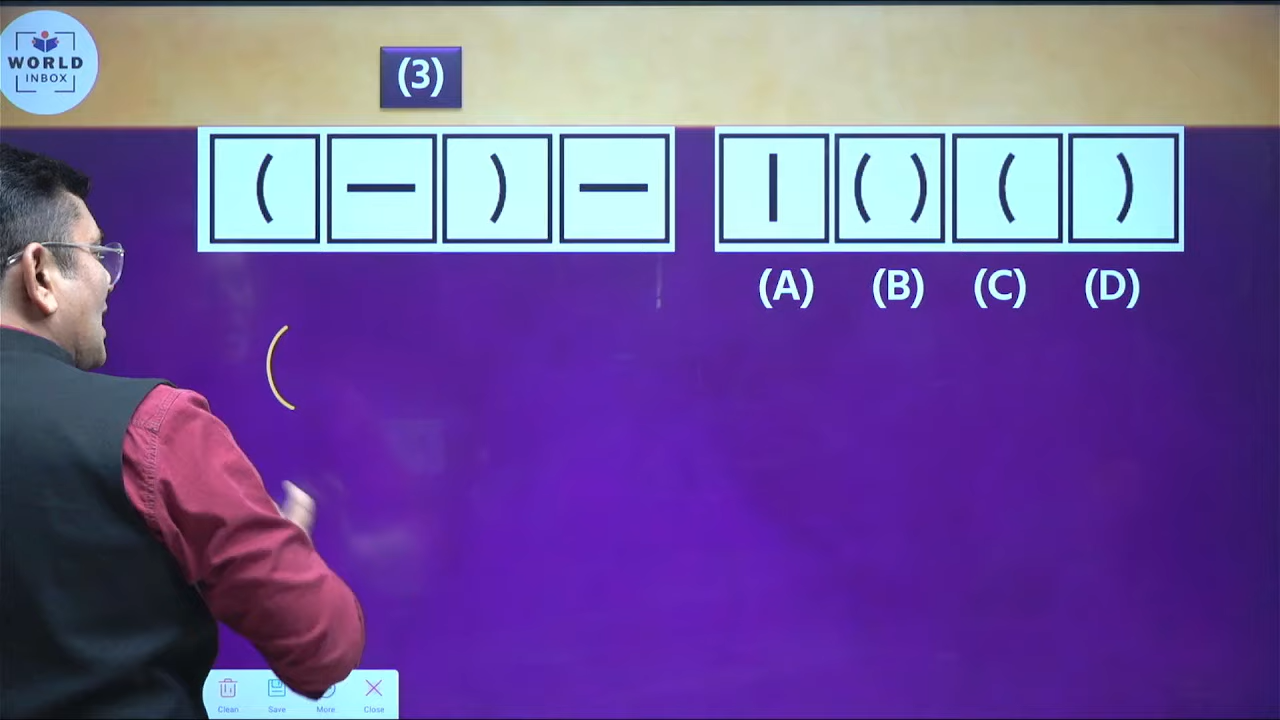 WORLD
INBOX
(3)
( — ) — | ( ) ( )
(A) (B) (C) (D)
Clean Save More Close